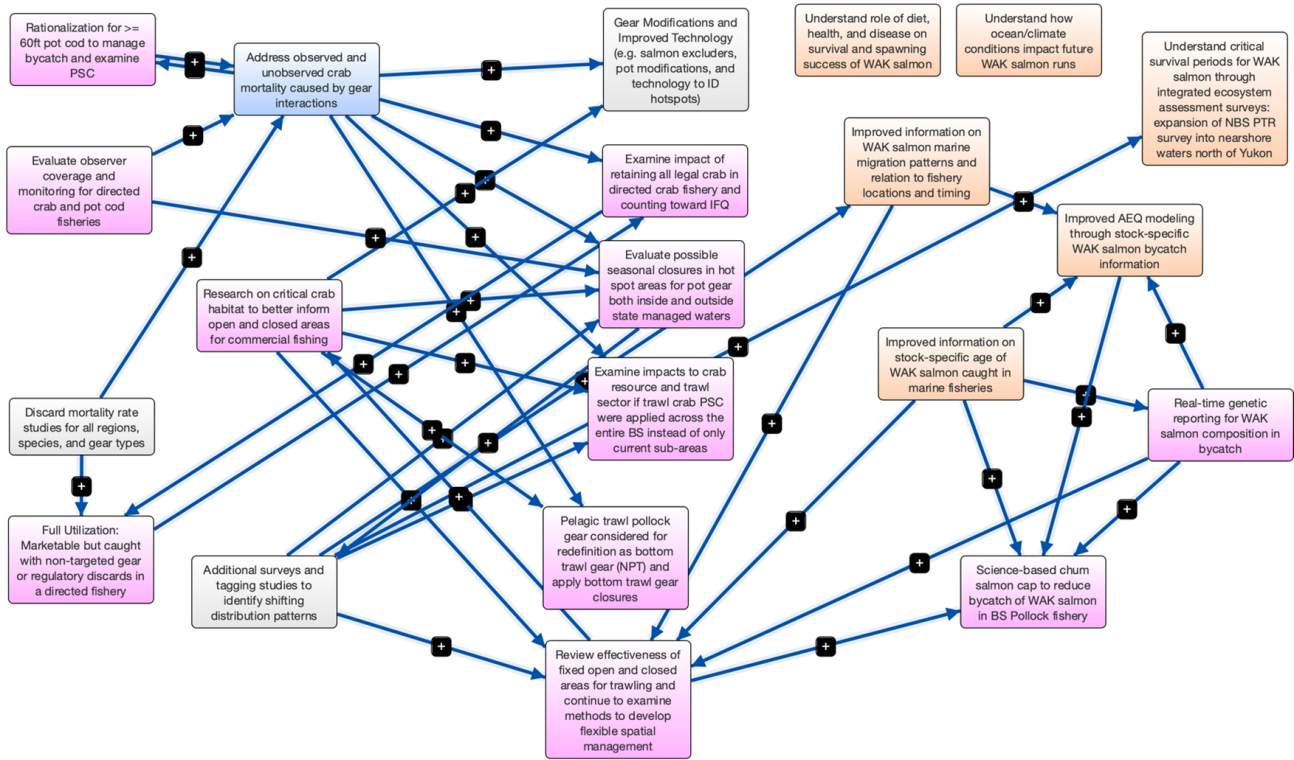 Rationalization for >=
60ft pot cod to manage
bycatch and examine
PSC
Address observed and
unobserved crab
mortality caused by gear
interactions
Gear Modifications and
Improved Technology
(e.g. salmon excluders,
pot modifications, and
technology to ID
hotspots)
Understand role of diet,
health, and disease on
survival and spawning
success of WAK salmon
Understand how
ocean/climate
conditions impact future
WAK salmon runs
Understand critical
survival periods for WAK
salmon through
integrated ecosystem
assessment surveys:
expansion of NBS PTR
survey into nearshore
waters north of Yukon
Evaluate observer
coverage and
monitoring for directed
crab and pot cod
fisheries
Examine impact of
retaining all legal crab in
directed crab fishery and
counting toward IFQ
Improved information on
WAK salmon marine
migration patterns and
relation to fishery
locations and timing
Improved AEQ modeling
through stock-specific
WAK salmon bycatch
information
Evaluate possible
seasonal closures in hot
spot areas for pot gear
both inside and outside
state managed waters
Research on critical crab
habitat to better inform
open and closed areas
for commercial fishing
Improved information on
stock-specific age of
WAK salmon caught in
marine fisheries
Examine impacts to crab
resource and trawl
sector if trawl crab PSC
were applied across the
entire BS instead of only
current sub-areas
Discard mortality rate
studies for all regions,
species, and gear types
Real-time genetic
reporting for WAK
salmon composition in
bycatch
Full Utilization:
Marketable but caught
with non-targeted gear
or regulatory discards in
a directed fishery
Additional surveys and
tagging studies to
identify shifting
distribution patterns
Pelagic trawl pollock
gear considered for
redefinition as bottom
trawl gear (NPT) and
apply bottom trawl gear
closures
Science-based chum
salmon cap to reduce
bycatch of WAK salmon
in BS Pollock fishery
Review effectiveness of
fixed open and closed
areas for trawling and
continue to examine
methods to develop
flexible spatial
management